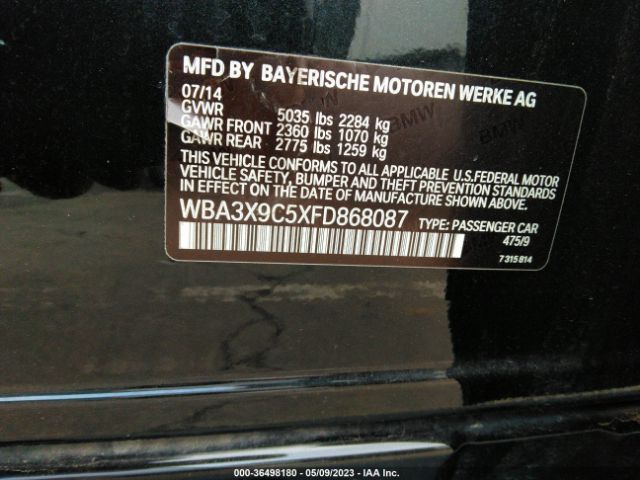 MFD BY BAYERISCHE MOTOREN WERKE AG
07/14
GVWR 5035 lbs 2284 kg
GAWR FRONT 2360 lbs 1070 kg
GAWR REAR 2775 lbs 1259 kg
THIS VEHICLE CONFORMS TO ALL APPLICABLE U.S.FEDERAL MOTOR
VEHICLE SAFETY, BUMPER AND THEFT PREVENTION STANDARDS
IN EFFECT ON THE DATE OF MANUFACTURE SHOWN ABOVE.
WBA3X9C5XFD868087 TYPE: PASSENGER CAR
475/9
7 315 814
BMW
000-36498180 - 05/09/2023 - IAA Inc.